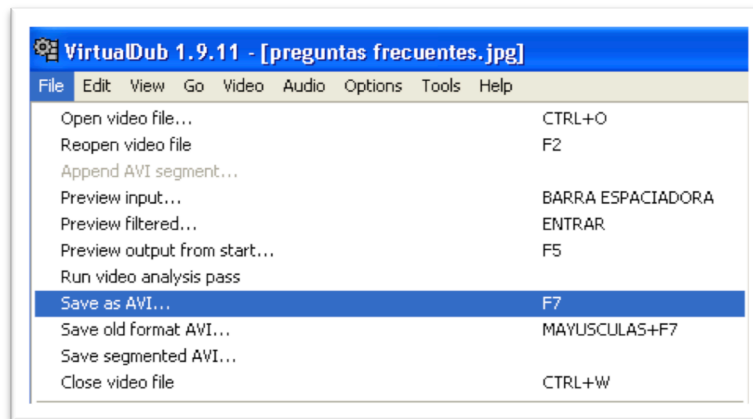 VirtualDub 1.9.11 - [preguntas frecuentes.jpg]
File Edit View Go Video Audio Options Tools Help
Open video file... CTRL+O
Reopen video file F2
Append AVI segment...
Preview input... BARRA ESPACIADORA
Preview filtered... ENTRAR
Preview output from start... F5
Run video analysis pass
Save as AVI... F7
Save old format AVI... MAYUSCULAS+F7
Save segmented AVI...
Close video file CTRL+W